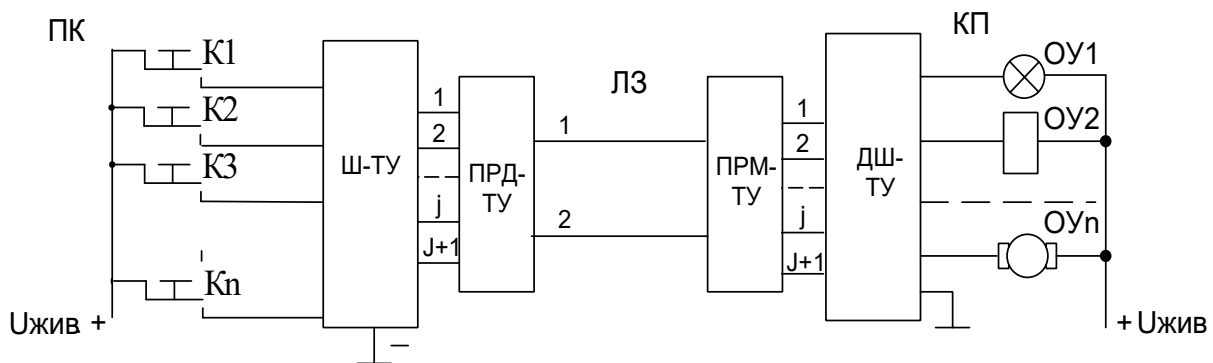 ПК
К1
К2
К3
Кn
Uжив +
Ш-ТУ
–
1
2
j
J+1
ПРД-
ТУ
ЛЗ
1
2
ПРМ-
ТУ
1
2
j
J+1
ДШ-
ТУ
КП
ОУ1
ОУ2
ОУn
+ Uжив